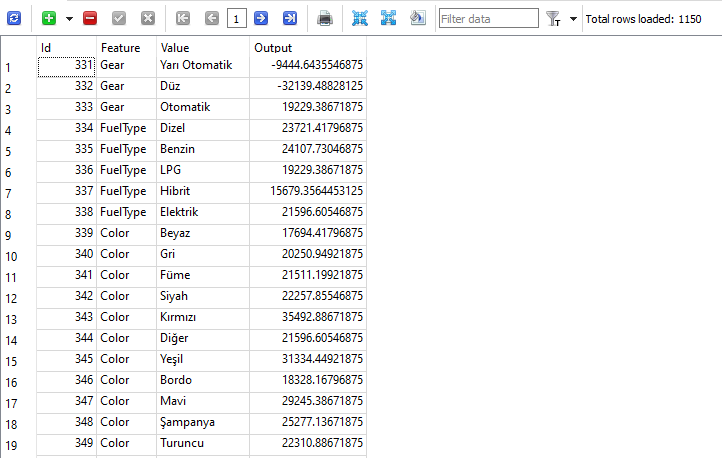 1 Filter data Total rows loaded: 1150
Id Feature Value Output
1 331 Gear Yarı Otomatik -9444.6435546875
2 332 Gear Düz -32139.48828125
3 333 Gear Otomatik 19229.38671875
4 334 FuelType Dizel 23721.41796875
5 335 FuelType Benzin 24107.73046875
6 336 FuelType LPG 19229.38671875
7 337 FuelType Hibrit 15679.3564453125
8 338 FuelType Elektrik 21596.60546875
9 339 Color Beyaz 17694.41796875
10 340 Color Gri 20250.94921875
11 341 Color Füme 21511.19921875
12 342 Color Siyah 22257.85546875
13 343 Color Kırmızı 35492.88671875
14 344 Color Diğer 21596.60546875
15 345 Color Yeşil 31334.44921875
16 346 Color Bordo 18328.16796875
17 347 Color Mavi 29245.38671875
18 348 Color Şampanya 25277.13671875
19 349 Color Turuncu 22310.88671875